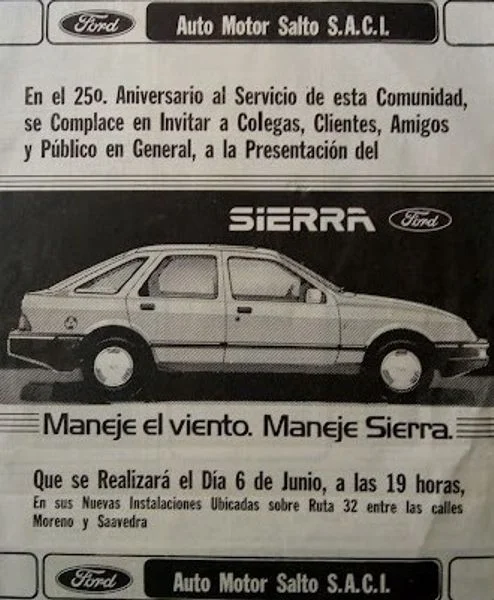 Ford Auto Motor Salto S.A.C.I.
En el 25o. Aniversario al Servicio de esta Comunidad,
se Complace en Invitar a Colegas, Clientes, Amigos
y Público en General, a la Presentación del
SIERRA Ford
Maneje el viento. Maneje Sierra.
Que se Realizará el Día 6 de Junio, a las 19 horas,
En sus Nuevas Instalaciones Ubicadas sobre Ruta 32 entre las calles
Moreno y Saavedra
Ford Auto Motor Salto S.A.C.I.